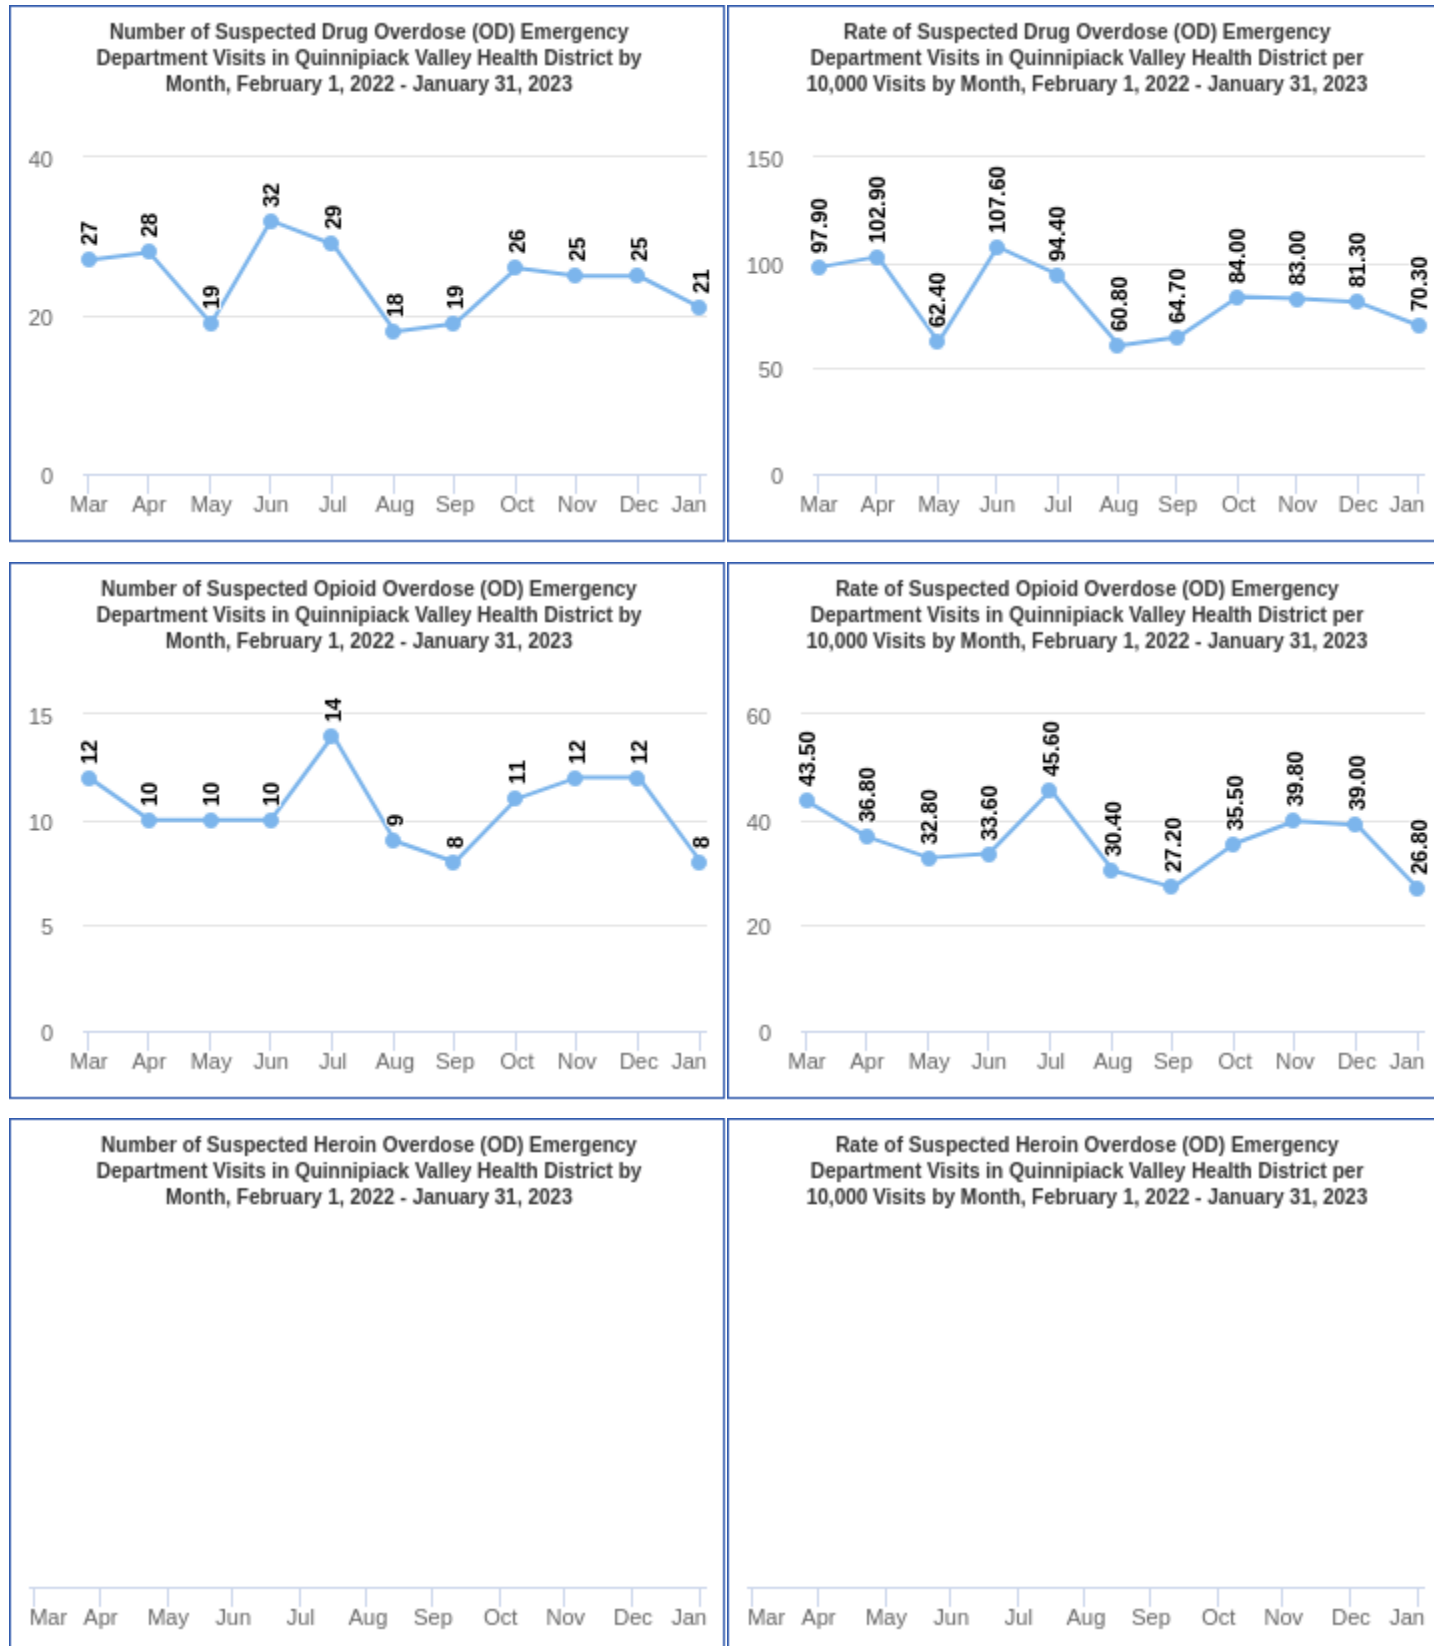 Number of Suspected Drug Overdose (OD) Emergency
Department Visits in Quinnipiack Valley Health District by
Month, February 1, 2022 - January 31, 2023
40
20
0
27
28
19
32
29
18
19
26
25
25
21
Mar Apr May Jun Jul Aug Sep Oct Nov Dec Jan
Rate of Suspected Drug Overdose (OD) Emergency
Department Visits in Quinnipiack Valley Health District per
10,000 Visits by Month, February 1, 2022 - January 31, 2023
150
100
50
0
97.90
102.90
62.40
107.60
94.40
60.80
64.70
84.00
83.00
81.30
70.30
Mar Apr May Jun Jul Aug Sep Oct Nov Dec Jan
Number of Suspected Opioid Overdose (OD) Emergency
Department Visits in Quinnipiack Valley Health District by
Month, February 1, 2022 - January 31, 2023
15
10
5
0
12
10
10
10
14
9
8
11
12
12
8
Mar Apr May Jun Jul Aug Sep Oct Nov Dec Jan
Rate of Suspected Opioid Overdose (OD) Emergency
Department Visits in Quinnipiack Valley Health District per
10,000 Visits by Month, February 1, 2022 - January 31, 2023
60
40
20
0
43.50
36.80
32.80
33.60
45.60
30.40
27.20
35.50
39.80
39.00
26.80
Mar Apr May Jun Jul Aug Sep Oct Nov Dec Jan
Number of Suspected Heroin Overdose (OD) Emergency
Department Visits in Quinnipiack Valley Health District by
Month, February 1, 2022 - January 31, 2023
Mar Apr May Jun Jul Aug Sep Oct Nov Dec Jan
Rate of Suspected Heroin Overdose (OD) Emergency
Department Visits in Quinnipiack Valley Health District per
10,000 Visits by Month, February 1, 2022 - January 31, 2023
Mar Apr May Jun Jul Aug Sep Oct Nov Dec Jan